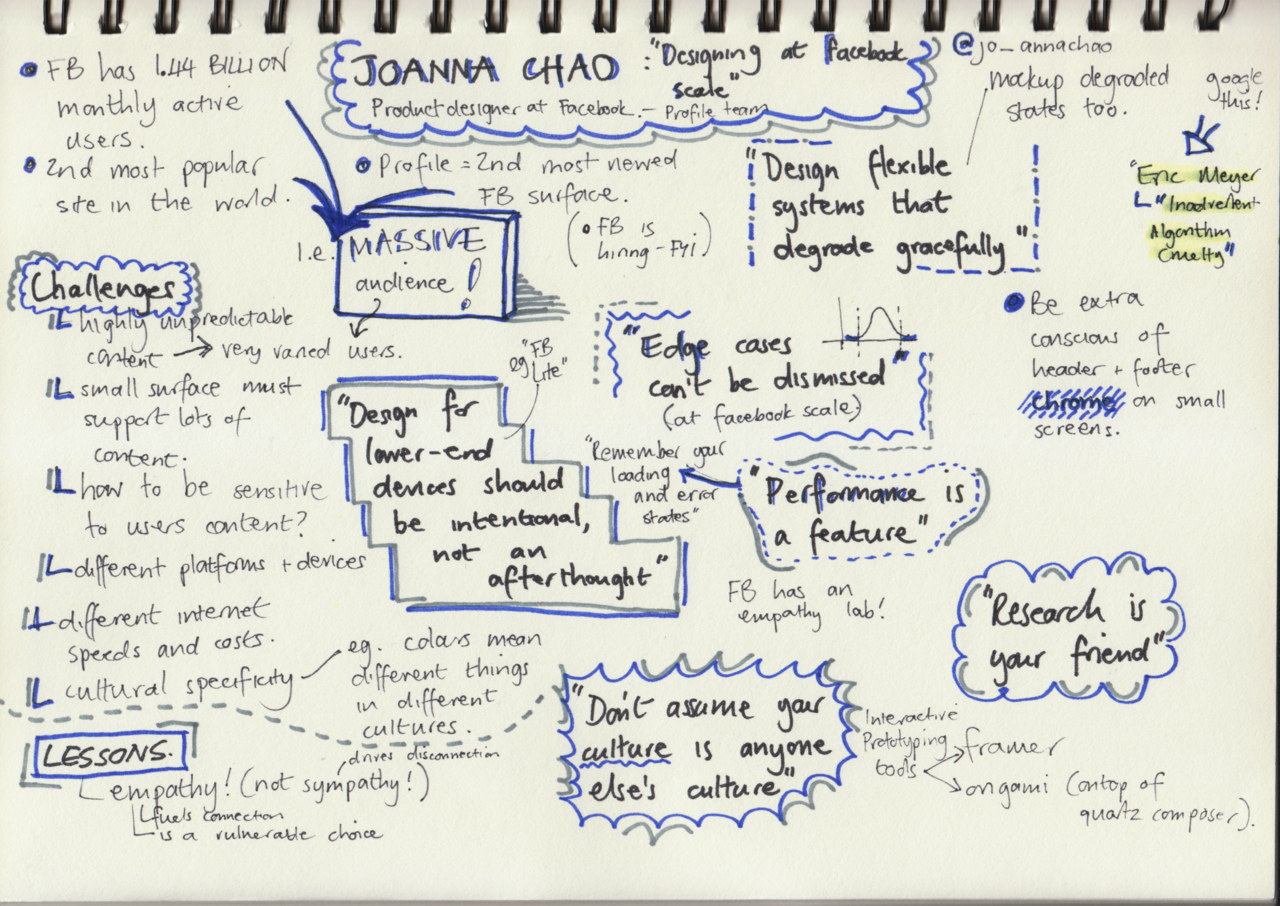 JOANNA CHAO : "Designing at facebook
scale"
Product designer at Facebook. – Profile team
@jo_annachao
• FB has 1.44 BILLION
monthly active
users.
• 2nd most popular
site in the world.
• Profile = 2nd most viewed
FB surface.
(• FB is
hiring – FYI)
i.e. MASSIVE
audience!
mockup degraded
states too.
"Design flexible
systems that
degrade gracefully"
google
this!
"Eric Meyer
"Inadvertent
Algorithm
Cruelty"
Challenges
highly unpredictable
content → very varied users.
small surface must
support lots of
content.
how to be sensitive
to users content?
different platforms + devices
different internet
speeds and costs.
cultural specificity
eg. colours mean
different things
in different
cultures.
"Edge cases
can't be dismissed"
(at facebook scale)
• Be extra
conscious of
header + footer
chrome on small
screens.
eg "FB
Lite"
"Design for
lower-end
devices should
be intentional,
not an
afterthought"
"Remember your
loading
and error
states"
"Performance is
a feature"
FB has an
empathy lab!
"Research is
your friend"
"Don't assume your
culture is anyone
else's culture"
Interactive
Prototyping
tools
framer
origami (ontop of
quartz composer).
LESSONS.
drives disconnection
empathy! (not sympathy!)
fuels connection
is a vulnerable choice